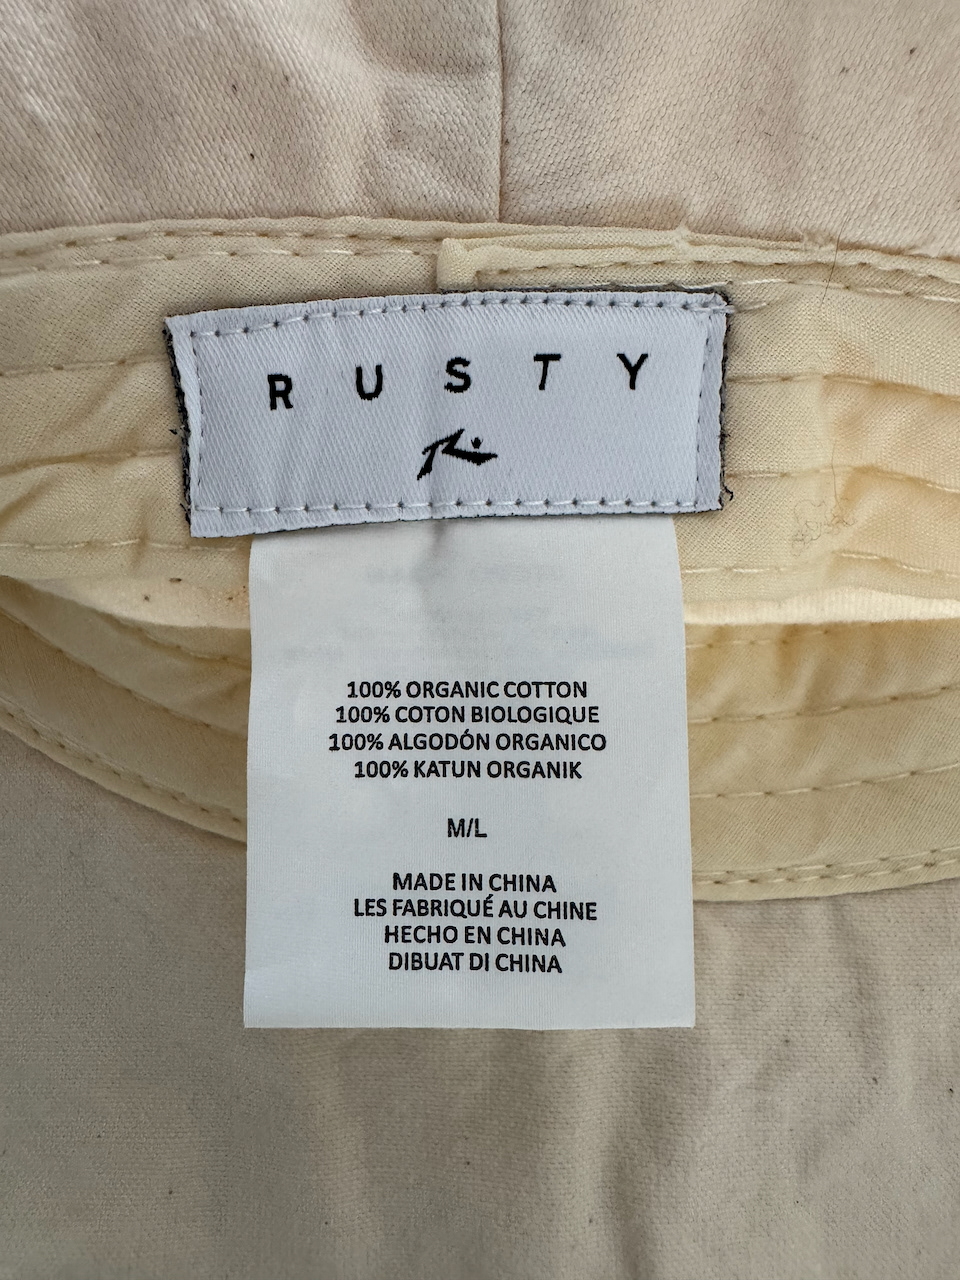 RUSTY
100% ORGANIC COTTON
100% COTON BIOLOGIQUE
100% ALGODÓN ORGANICO
100% KATUN ORGANIK
M/L
MADE IN CHINA
LES FABRIQUÉ AU CHINE
HECHO EN CHINA
DIBUAT DI CHINA